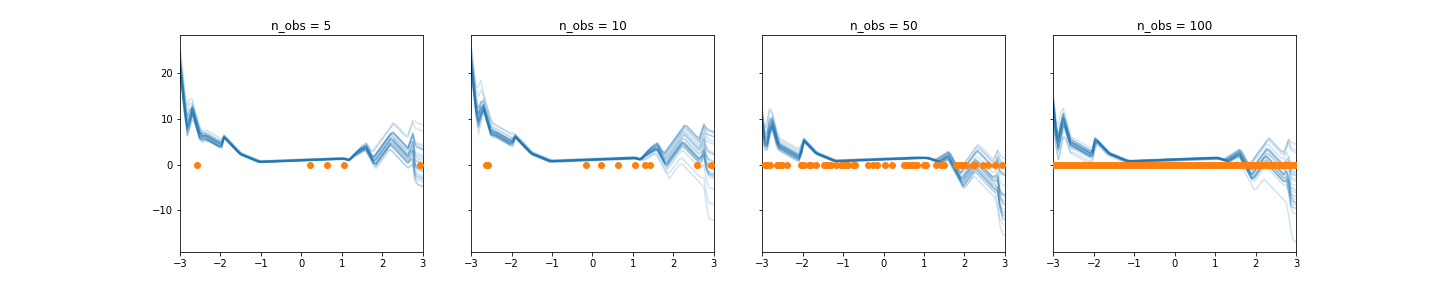 n_obs = 5
n_obs = 10
n_obs = 50
n_obs = 100
20
10
0
−10
−3 −2 −1 0 1 2 3
−3 −2 −1 0 1 2 3
−3 −2 −1 0 1 2 3
−3 −2 −1 0 1 2 3